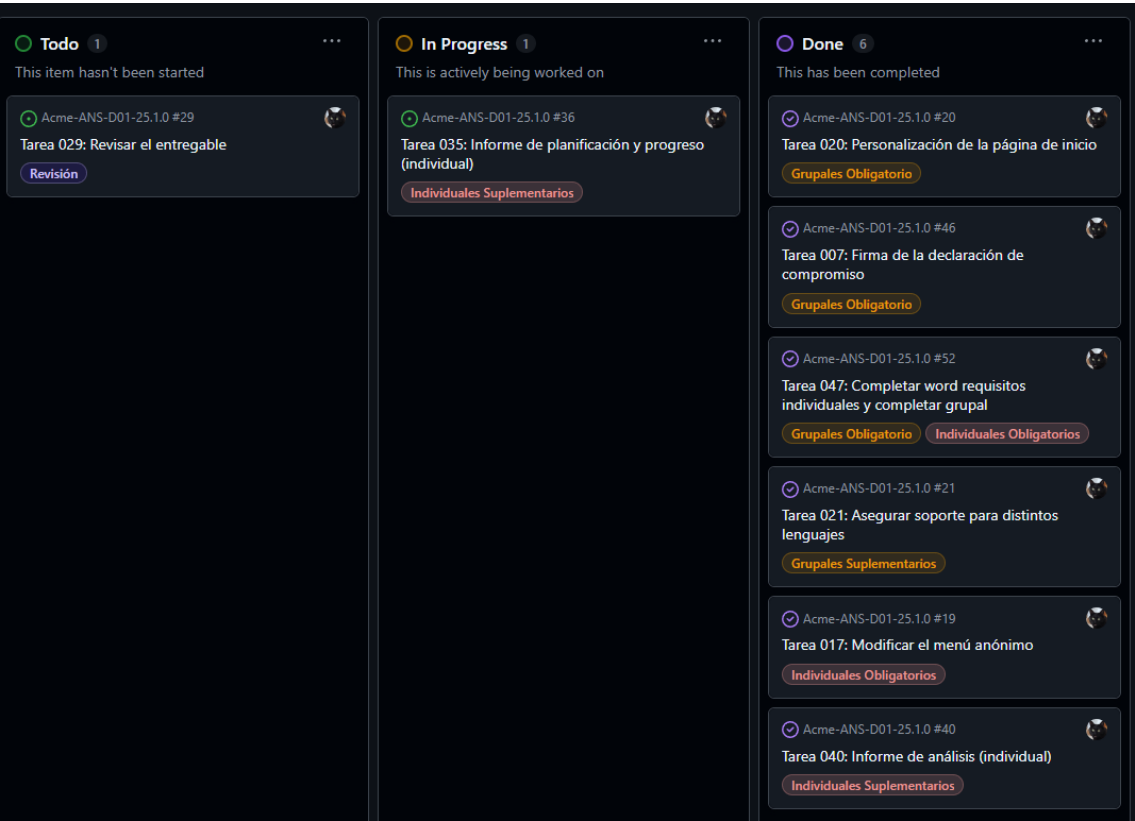 Todo 1
This item hasn't been started
Acme-ANS-D01-25.1.0 #29
Tarea 029: Revisar el entregable
Revisión
In Progress 1
This is actively being worked on
Acme-ANS-D01-25.1.0 #36
Tarea 035: Informe de planificación y progreso
(individual)
Individuales Suplementarios
Done 6
This has been completed
Acme-ANS-D01-25.1.0 #20
Tarea 020: Personalización de la página de inicio
Grupales Obligatorio
Acme-ANS-D01-25.1.0 #46
Tarea 007: Firma de la declaración de
compromiso
Grupales Obligatorio
Acme-ANS-D01-25.1.0 #52
Tarea 047: Completar word requisitos
individuales y completar grupal
Grupales Obligatorio Individuales Obligatorios
Acme-ANS-D01-25.1.0 #21
Tarea 021: Asegurar soporte para distintos
lenguajes
Grupales Suplementarios
Acme-ANS-D01-25.1.0 #19
Tarea 017: Modificar el menú anónimo
Individuales Obligatorios
Acme-ANS-D01-25.1.0 #40
Tarea 040: Informe de análisis (individual)
Individuales Suplementarios